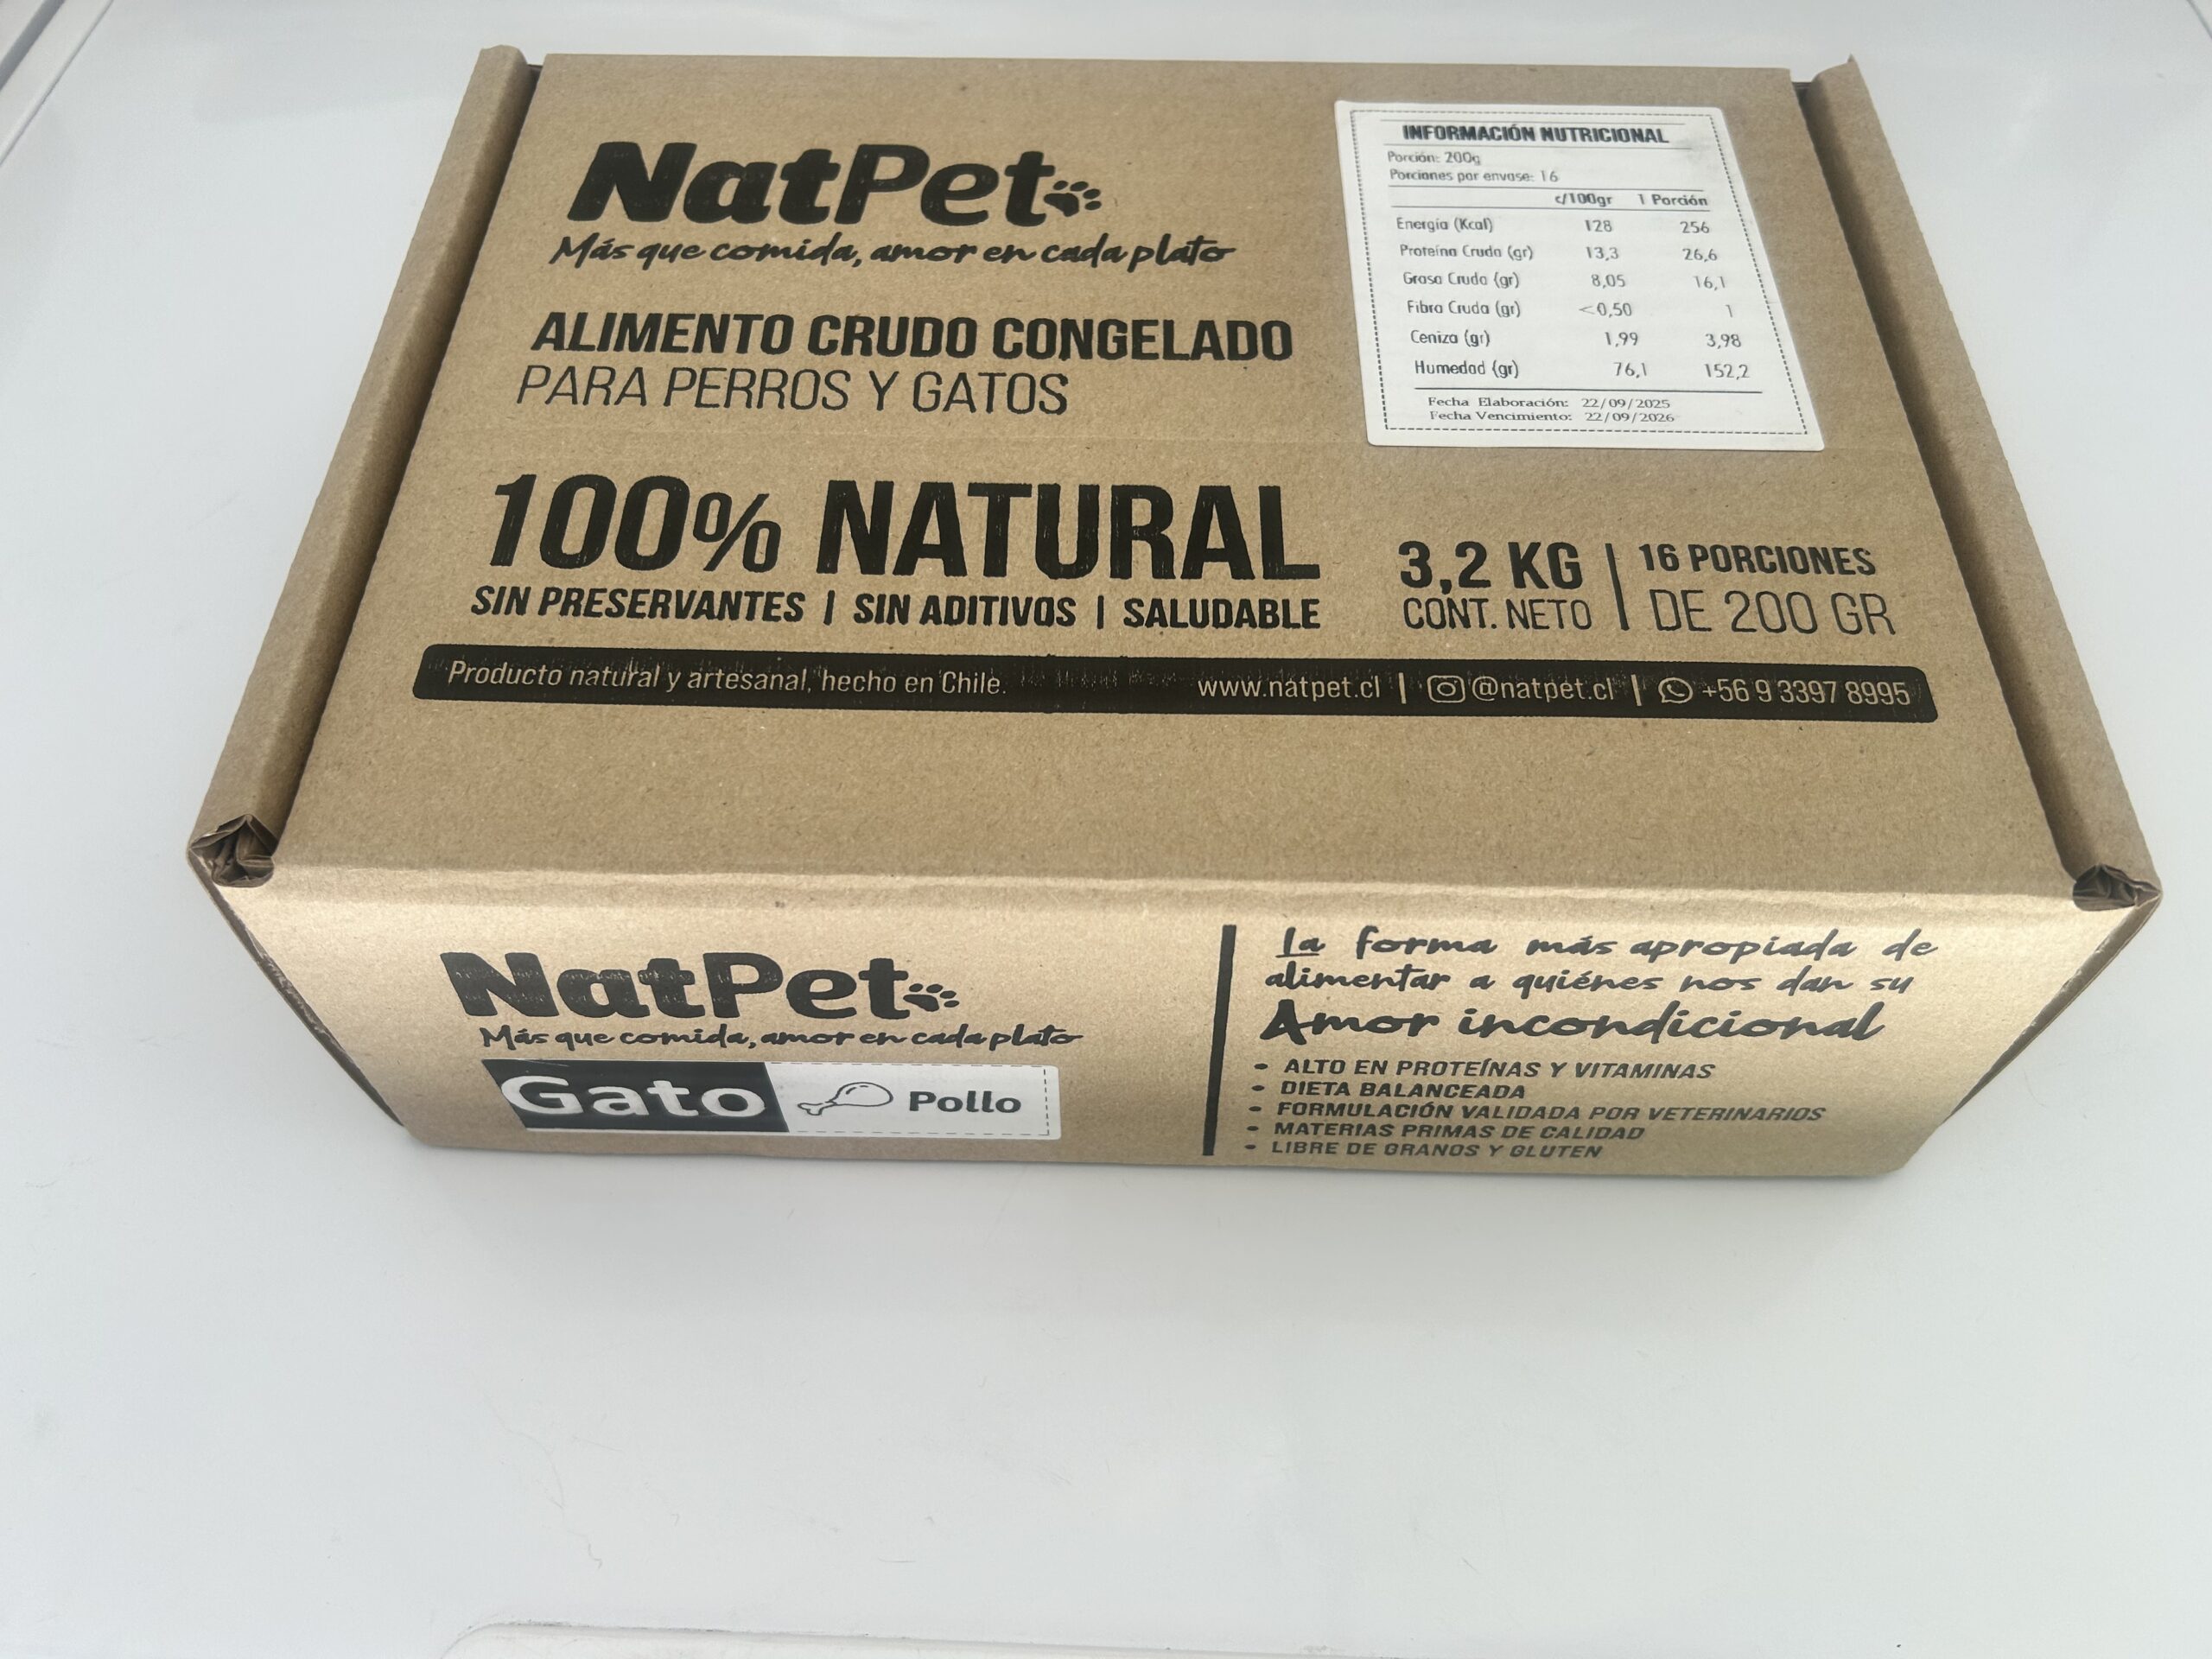 NatPet
Más que comida, amor en cada plato
ALIMENTO CRUDO CONGELADO
PARA PERROS Y GATOS
100% NATURAL
SIN PRESERVANTES | SIN ADITIVOS | SALUDABLE
INFORMACIÓN NUTRICIONAL
Porción: 200g
Porciones por envase: 16
c/100gr 1 Porción
Energía (Kcal) 128 256
Proteína Cruda (gr) 13,3 26,6
Grasa Cruda (gr) 8,05 16,1
Fibra Cruda (gr) <0,50 1
Ceniza (gr) 1,99 3,98
Humedad (gr) 76,1 152,2
Fecha Elaboración: 22/09/2025
Fecha Vencimiento: 22/09/2026
3,2 KG | 16 PORCIONES
CONT. NETO | DE 200 GR
Producto natural y artesanal, hecho en Chile. www.natpet.cl | @natpet.cl | +56 9 3397 8995
NatPet
Más que comida, amor en cada plato
Gato Pollo
La forma más apropiada de
alimentar a quiénes nos dan su
Amor incondicional
• ALTO EN PROTEÍNAS Y VITAMINAS
• DIETA BALANCEADA
• FORMULACIÓN VALIDADA POR VETERINARIOS
• MATERIAS PRIMAS DE CALIDAD
• LIBRE DE GRANOS Y GLUTEN